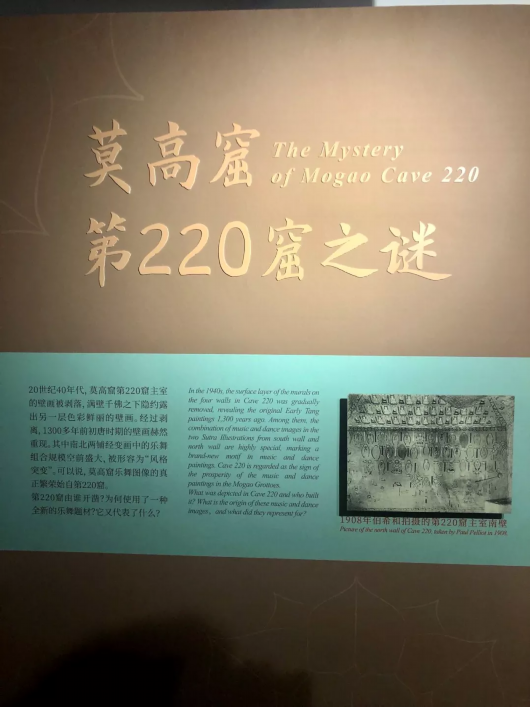 莫高窟
The Mystery
of Mogao Cave 220
第220窟之谜
20世纪40年代，莫高窟第220窟主室
的壁画被剥落，满壁千佛之下隐约露
出另一层色彩鲜丽的壁画。经过剥
离，1300多年前初唐时期的壁画赫然
重现。其中南北两铺经变画中的乐舞
组合规模空前盛大，被形容为“风格
突变”，可以说，莫高窟乐舞图像的真
正繁荣始自第220窟。
第220窟由谁开凿？为何使用了一种
全新的乐舞题材？它又代表了什么？
In the 1940s, the surface layer of the murals on
the four walls in Cave 220 was gradually
removed, revealing the original Early Tang
paintings 1,300 years ago. Among them, the
combination of music and dance images in the
two Sutra Illustrations from south wall and
north wall are highly special, marking a
brand-new motif in music and dance
paintings. Cave 220 is regarded as the sign of
the prosperity of the music and dance
paintings in the Mogao Grottoes.
What was depicted in Cave 220 and who built
it? What is the origin of these music and dance
images, and what did they represent for?
1908年伯希和拍摄的第220窟主室南壁
Picture of the north wall of Cave 220, taken by Paul Pelliot in 1908